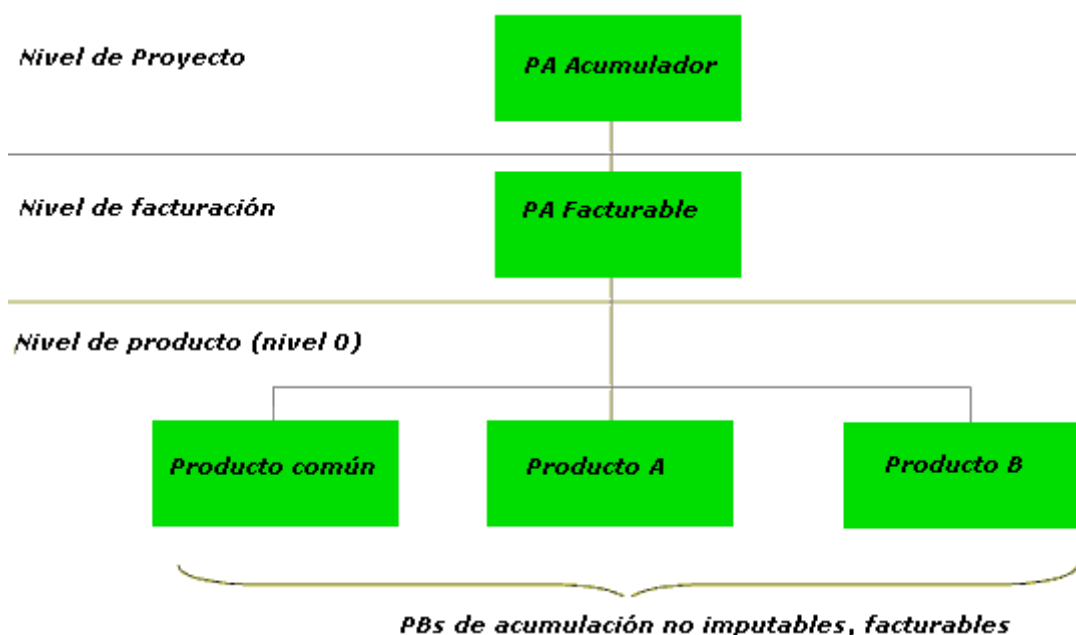 Nivel de Proyecto
PA Acumulador
Nivel de facturación
PA Facturable
Nivel de producto (nivel 0)
Producto común
Producto A
Producto B
PBs de acumulación no imputables, facturables